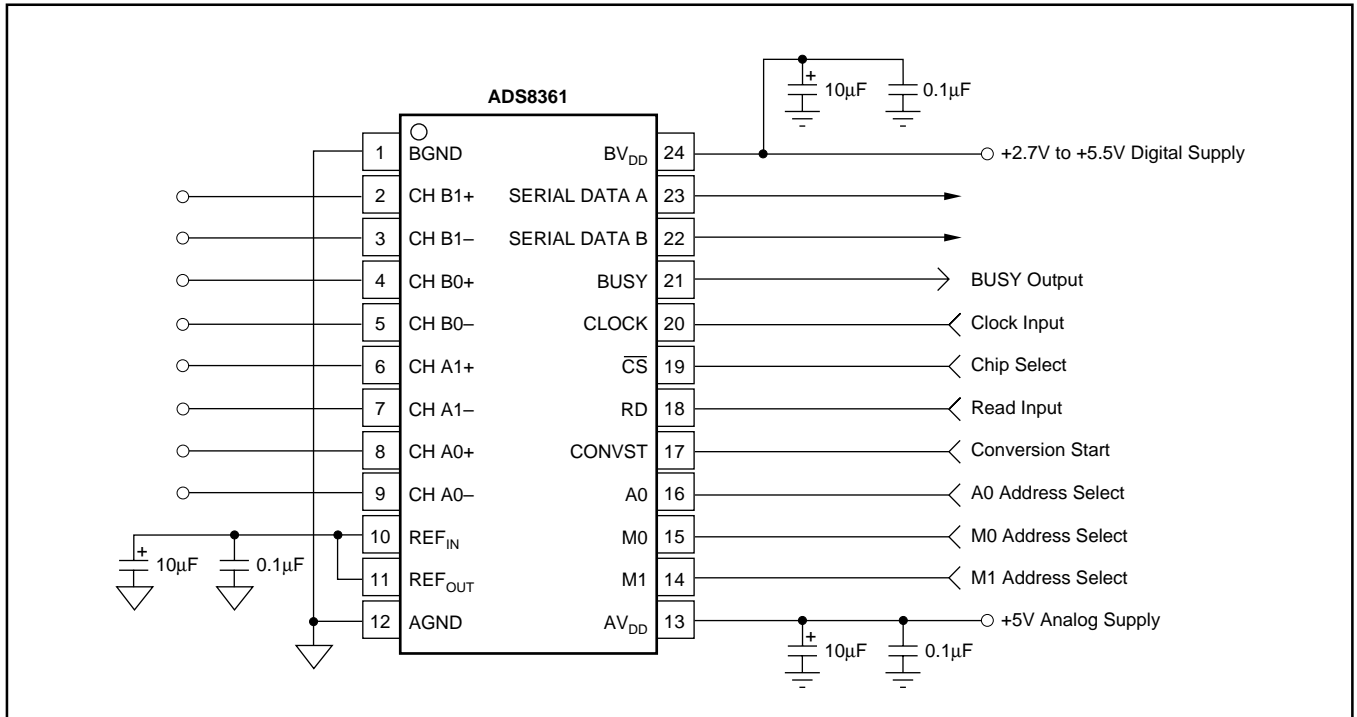 ADS8361
+
10μF
0.1μF
1 BGND BVDD 24 +2.7V to +5.5V Digital Supply
2 CH B1+ SERIAL DATA A 23
3 CH B1– SERIAL DATA B 22
4 CH B0+ BUSY 21 BUSY Output
5 CH B0– CLOCK 20 Clock Input
6 CH A1+ CS 19 Chip Select
7 CH A1– RD 18 Read Input
8 CH A0+ CONVST 17 Conversion Start
9 CH A0– A0 16 A0 Address Select
10 REFIN M0 15 M0 Address Select
+
10μF
0.1μF
11 REFOUT M1 14 M1 Address Select
12 AGND AVDD 13 +5V Analog Supply
+
10μF
0.1μF